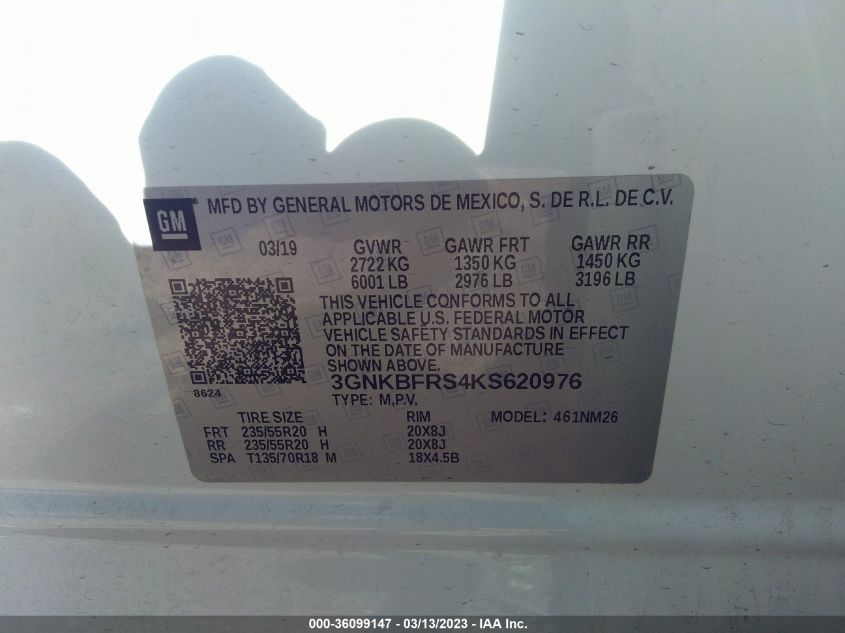 GM® MFD BY GENERAL MOTORS DE MEXICO, S. DE R.L. DE C.V.
03/19 GVWR GAWR FRT GAWR RR
2722 KG 1350 KG 1450 KG
6001 LB 2976 LB 3196 LB
THIS VEHICLE CONFORMS TO ALL
APPLICABLE U.S. FEDERAL MOTOR
VEHICLE SAFETY STANDARDS IN EFFECT
ON THE DATE OF MANUFACTURE
SHOWN ABOVE.
3GNKBFRS4KS620976
8624
TYPE: M.P.V.
TIRE SIZE RIM MODEL: 461NM26
FRT 235/55R20 H 20X8J
RR 235/55R20 H 20X8J
SPA T135/70R18 M 18X4.5B
000-36099147 - 03/13/2023 - IAA Inc.